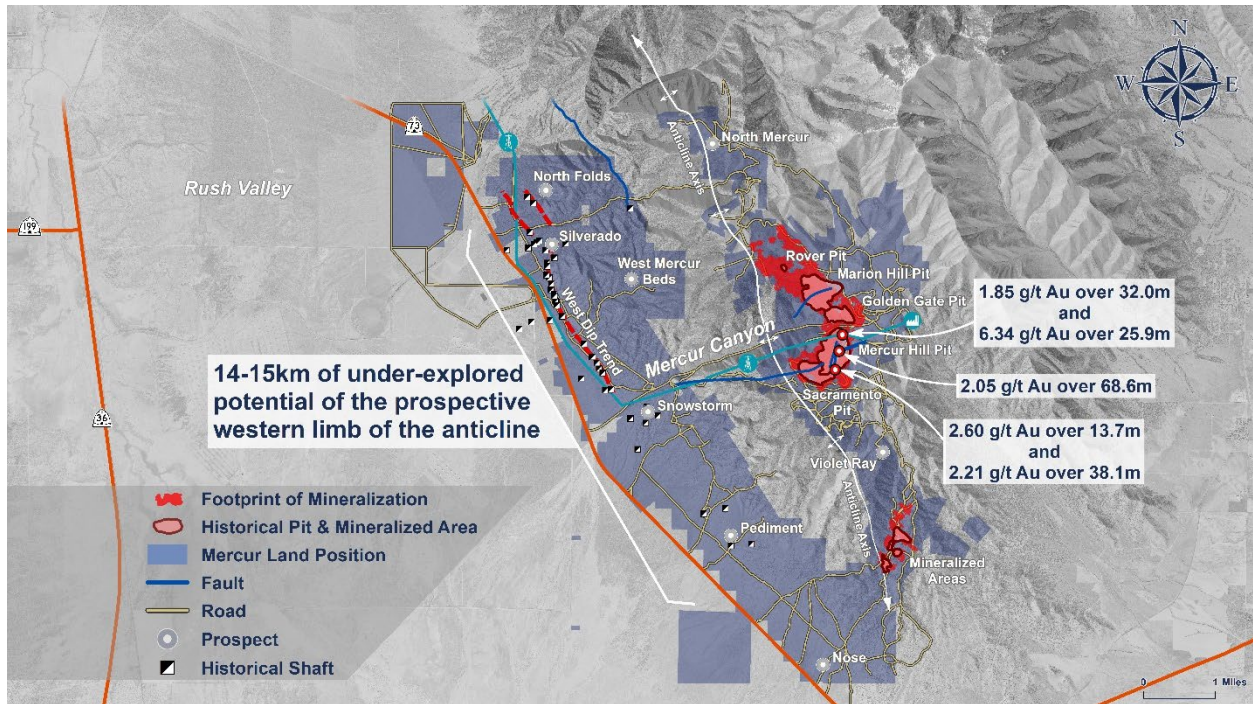 N
W
E
S
73
North Mercur
Anticline Axis
Rush Valley
North Folds
199
Silverado
West Mercur
Beds
Rover Pit
Marion Hill Pit
Golden Gate Pit
1.85 g/t Au over 32.0m
and
6.34 g/t Au over 25.9m
West Dip Trend
Mercur Canyon
Mercur Hill Pit
14-15km of under-explored
potential of the prospective
western limb of the anticline
2.05 g/t Au over 68.6m
Sacramento
Pit
Snowstorm
36
2.60 g/t Au over 13.7m
and
2.21 g/t Au over 38.1m
Violet Ray
Anticline Axis
Pediment
Mineralized
Areas
Nose
Footprint of Mineralization
Historical Pit & Mineralized Area
Mercur Land Position
Fault
Road
Prospect
Historical Shaft
0 1 Miles